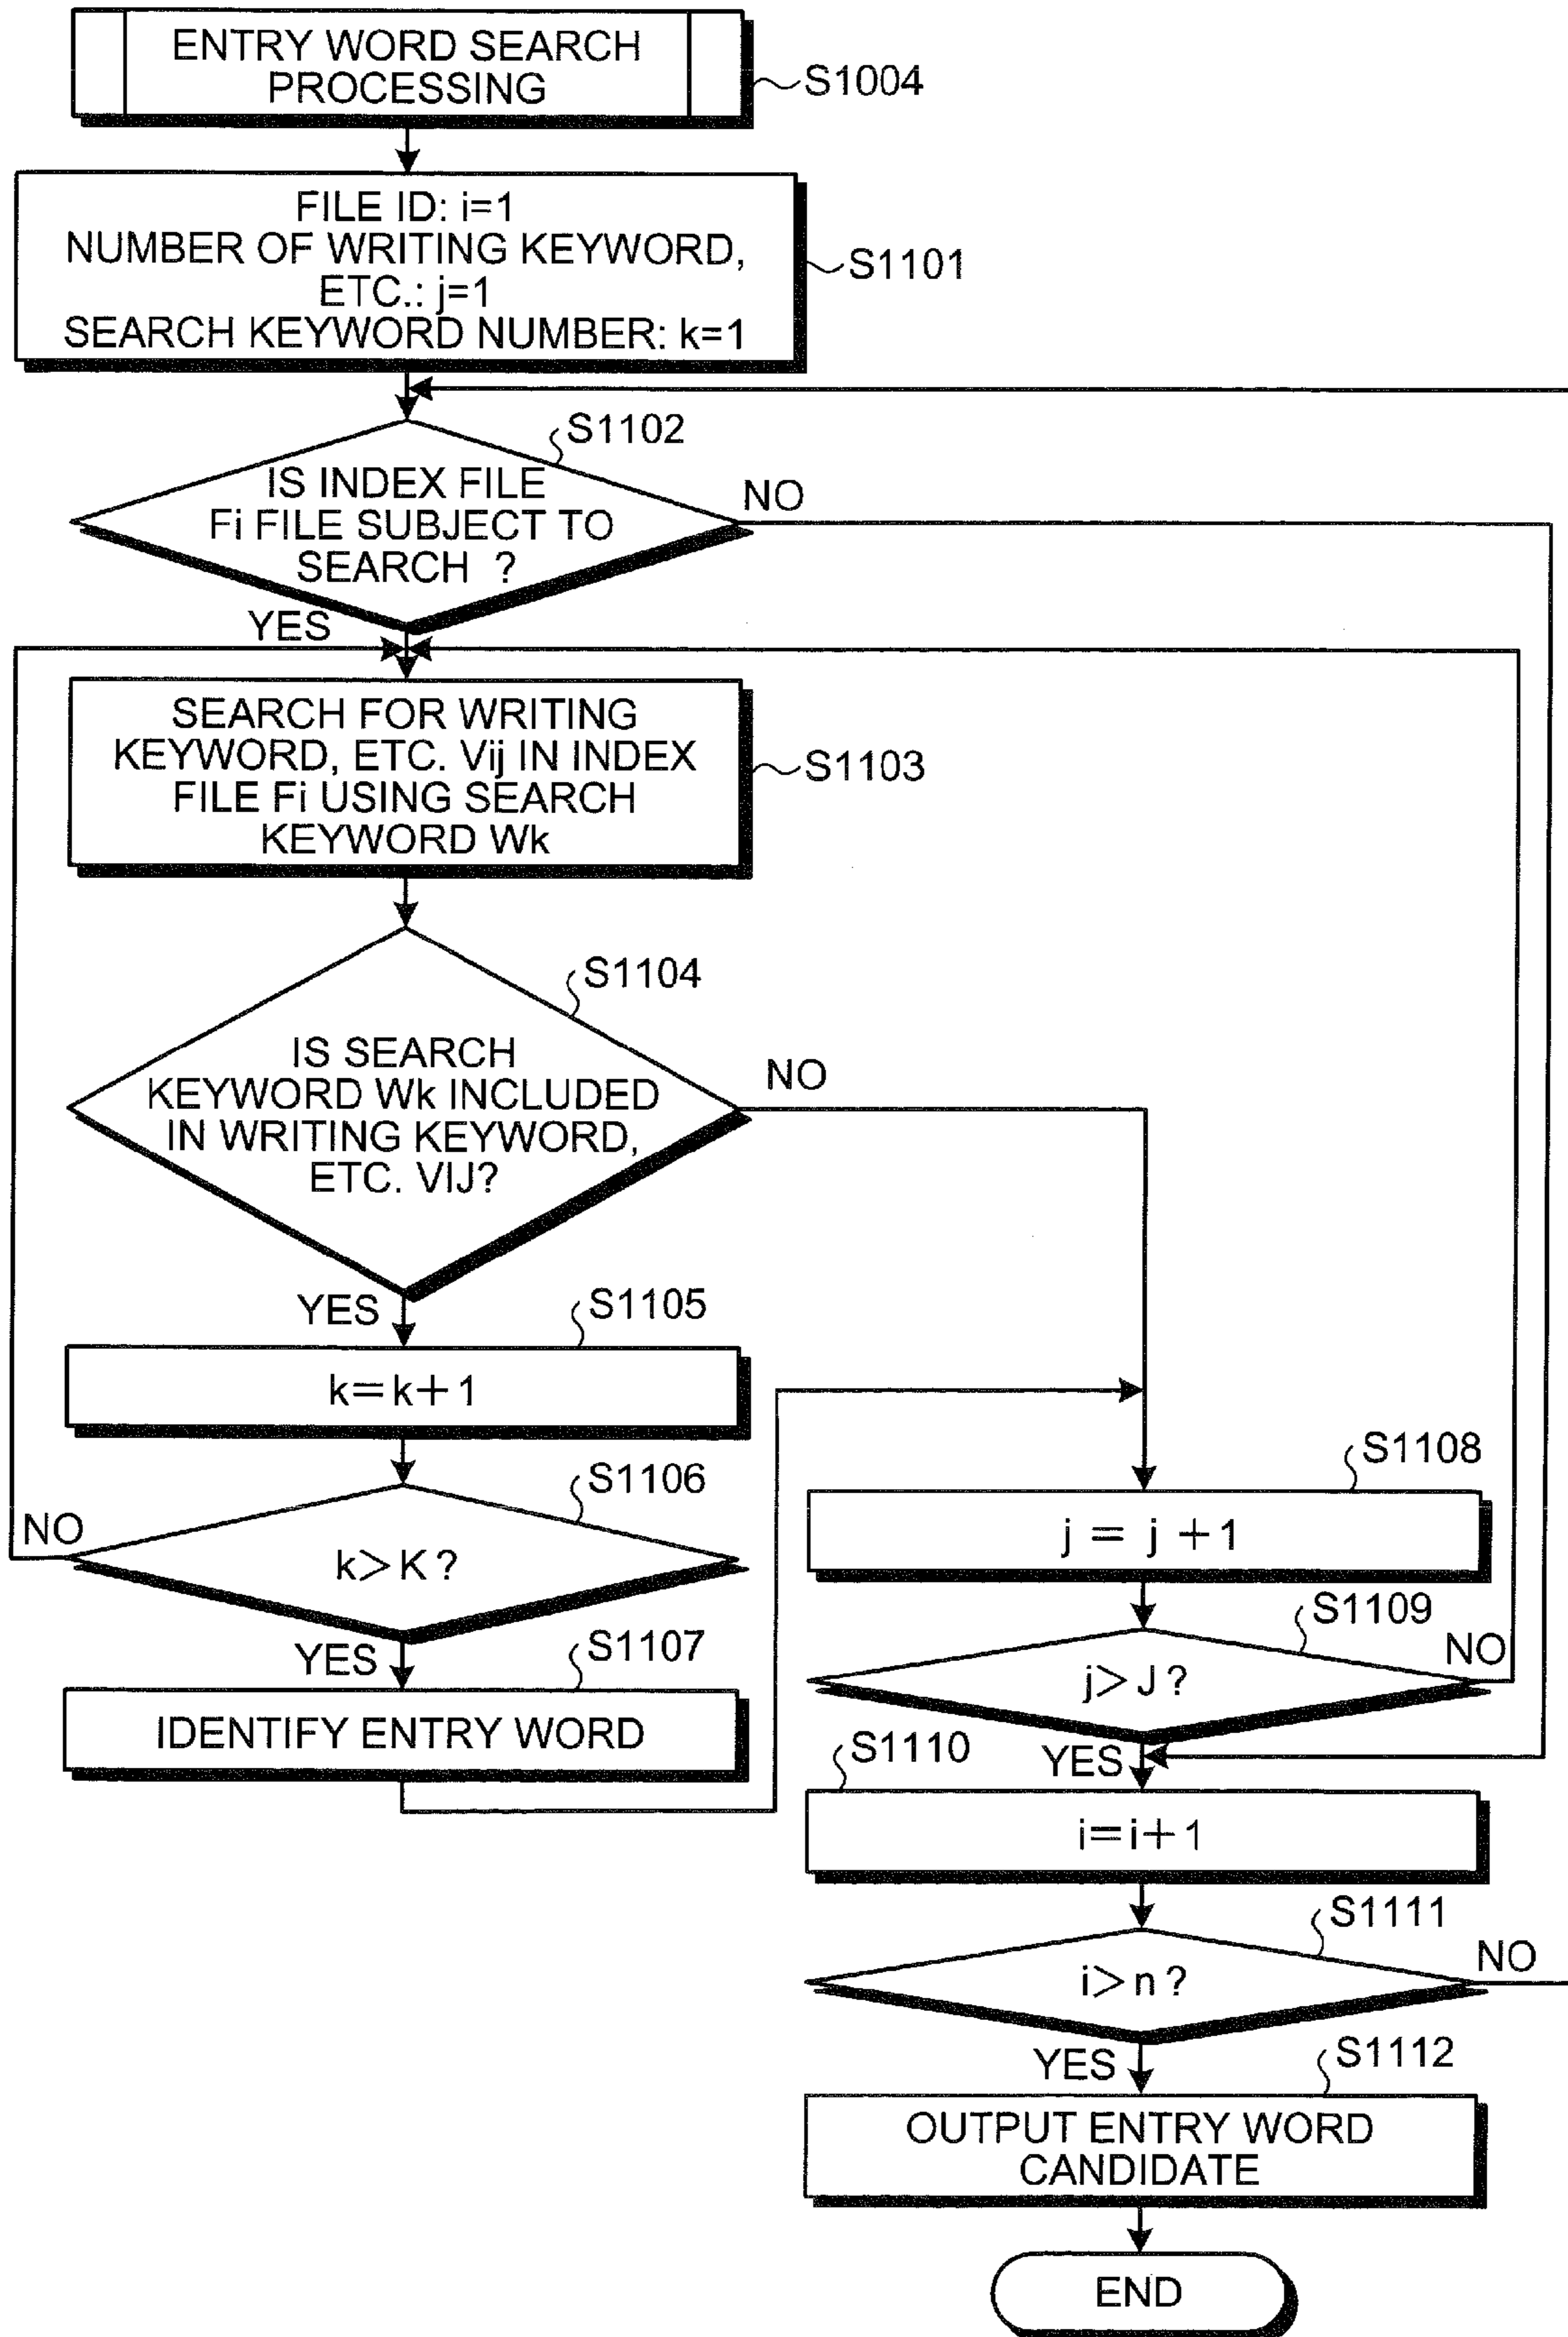 ENTRY WORD SEARCH
PROCESSING
S1004
FILE ID: i=1
NUMBER OF WRITING KEYWORD,
ETC.: j=1
SEARCH KEYWORD NUMBER: k=1
S1101
S1102
IS INDEX FILE
Fi FILE SUBJECT TO
SEARCH ?
NO
YES
SEARCH FOR WRITING
KEYWORD, ETC. Vij IN INDEX
FILE Fi USING SEARCH
KEYWORD Wk
S1103
S1104
IS SEARCH
KEYWORD Wk INCLUDED
IN WRITING KEYWORD,
ETC. VIJ?
NO
YES
S1105
k=k+1
S1106
k>K?
NO
YES
S1107
IDENTIFY ENTRY WORD
S1108
j = j +1
S1109
j>J?
NO
YES
S1110
i=i+1
S1111
i>n?
NO
YES
S1112
OUTPUT ENTRY WORD
CANDIDATE
END